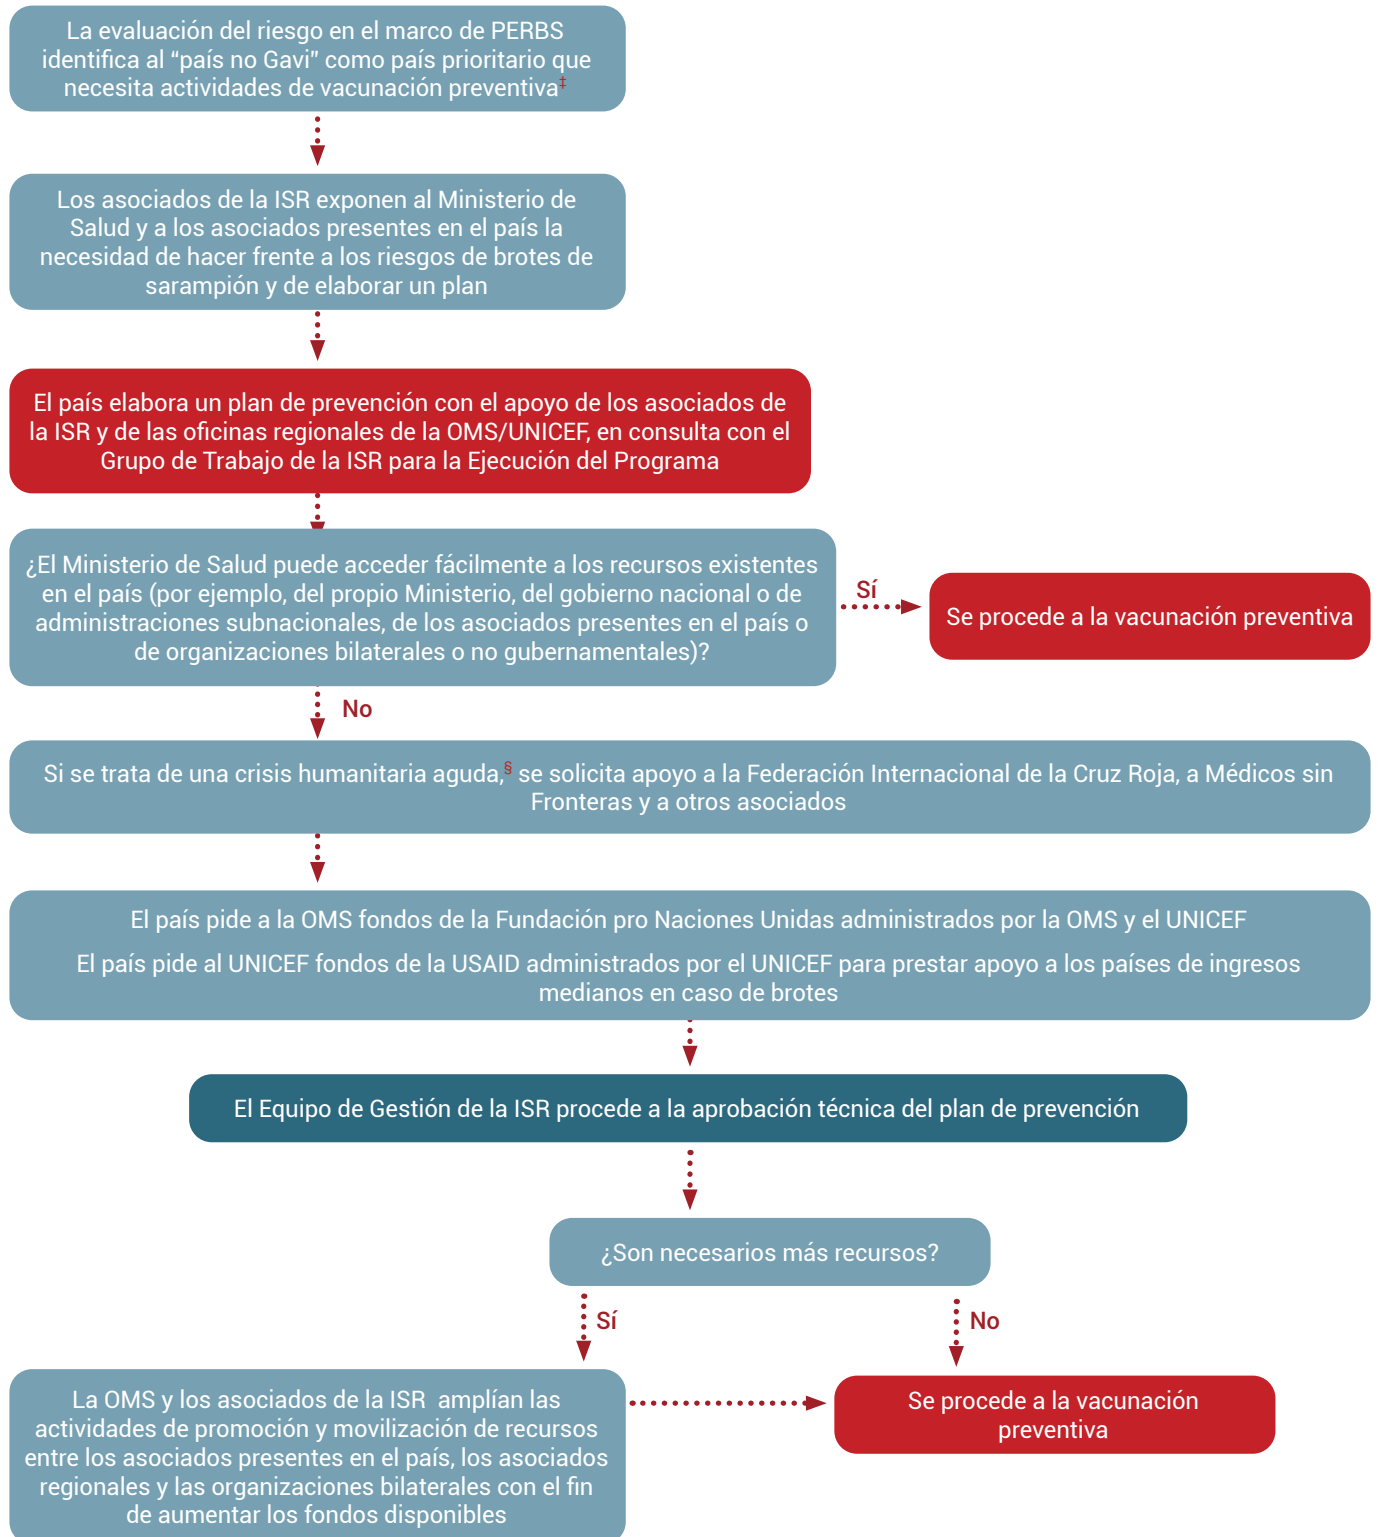 La evaluación del riesgo en el marco de PERBS
identifica al “país no Gavi” como país prioritario que
necesita actividades de vacunación preventiva‡
Los asociados de la ISR exponen al Ministerio de
Salud y a los asociados presentes en el país la
necesidad de hacer frente a los riesgos de brotes de
sarampión y de elaborar un plan
El país elabora un plan de prevención con el apoyo de los asociados de
la ISR y de las oficinas regionales de la OMS/UNICEF, en consulta con el
Grupo de Trabajo de la ISR para la Ejecución del Programa
¿El Ministerio de Salud puede acceder fácilmente a los recursos existentes
en el país (por ejemplo, del propio Ministerio, del gobierno nacional o de
administraciones subnacionales, de los asociados presentes en el país o
de organizaciones bilaterales o no gubernamentales)?
Sí
Se procede a la vacunación preventiva
No
Si se trata de una crisis humanitaria aguda,§ se solicita apoyo a la Federación Internacional de la Cruz Roja, a Médicos sin
Fronteras y a otros asociados
El país pide a la OMS fondos de la Fundación pro Naciones Unidas administrados por la OMS y el UNICEF
El país pide al UNICEF fondos de la USAID administrados por el UNICEF para prestar apoyo a los países de ingresos
medianos en caso de brotes
El Equipo de Gestión de la ISR procede a la aprobación técnica del plan de prevención
¿Son necesarios más recursos?
Sí
No
La OMS y los asociados de la ISR amplían las
actividades de promoción y movilización de recursos
entre los asociados presentes en el país, los asociados
regionales y las organizaciones bilaterales con el fin
de aumentar los fondos disponibles
Se procede a la vacunación
preventiva